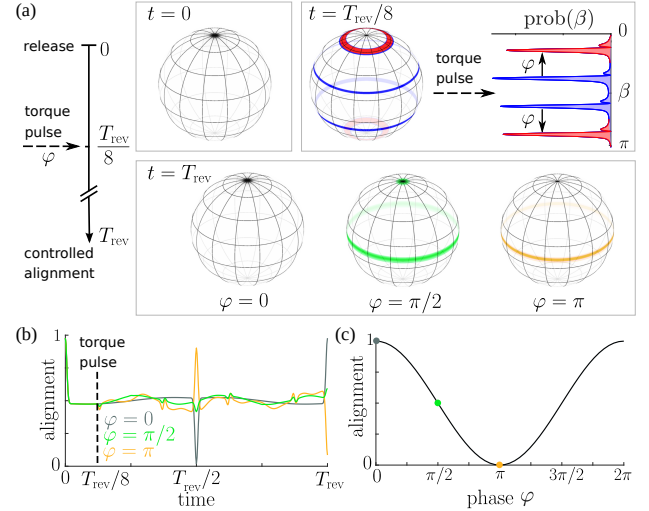 (a)
release
0
torque
pulse
φ
T_rev/8
T_rev
controlled
alignment
t = 0
t = T_rev/8
torque
pulse
prob(β)
0
φ
β
φ
π
t = T_rev
φ = 0
φ = π/2
φ = π
(b)
1
alignment
0
torque
pulse
φ = 0
φ = π/2
φ = π
0 T_rev/8 T_rev/2 T_rev
time
(c)
1
alignment
0
0 π/2 π 3π/2 2π
phase φ